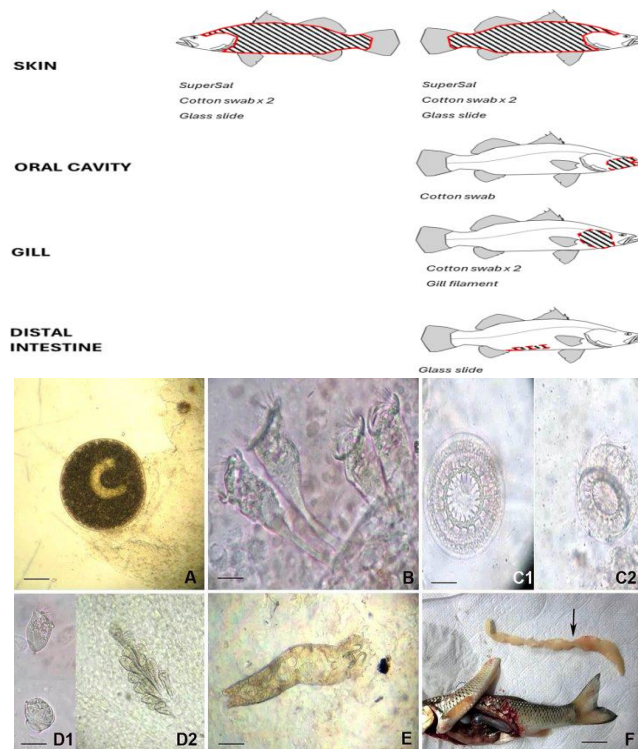 SKIN
SuperSal
Cotton swab x 2
Glass slide
SuperSal
Cotton swab x 2
Glass slide
ORAL CAVITY
Cotton swab
GILL
Cotton swab x 2
Gill filament
DISTAL
INTESTINE
Glass slide
A
B
C1
C2
D1
D2
E
F